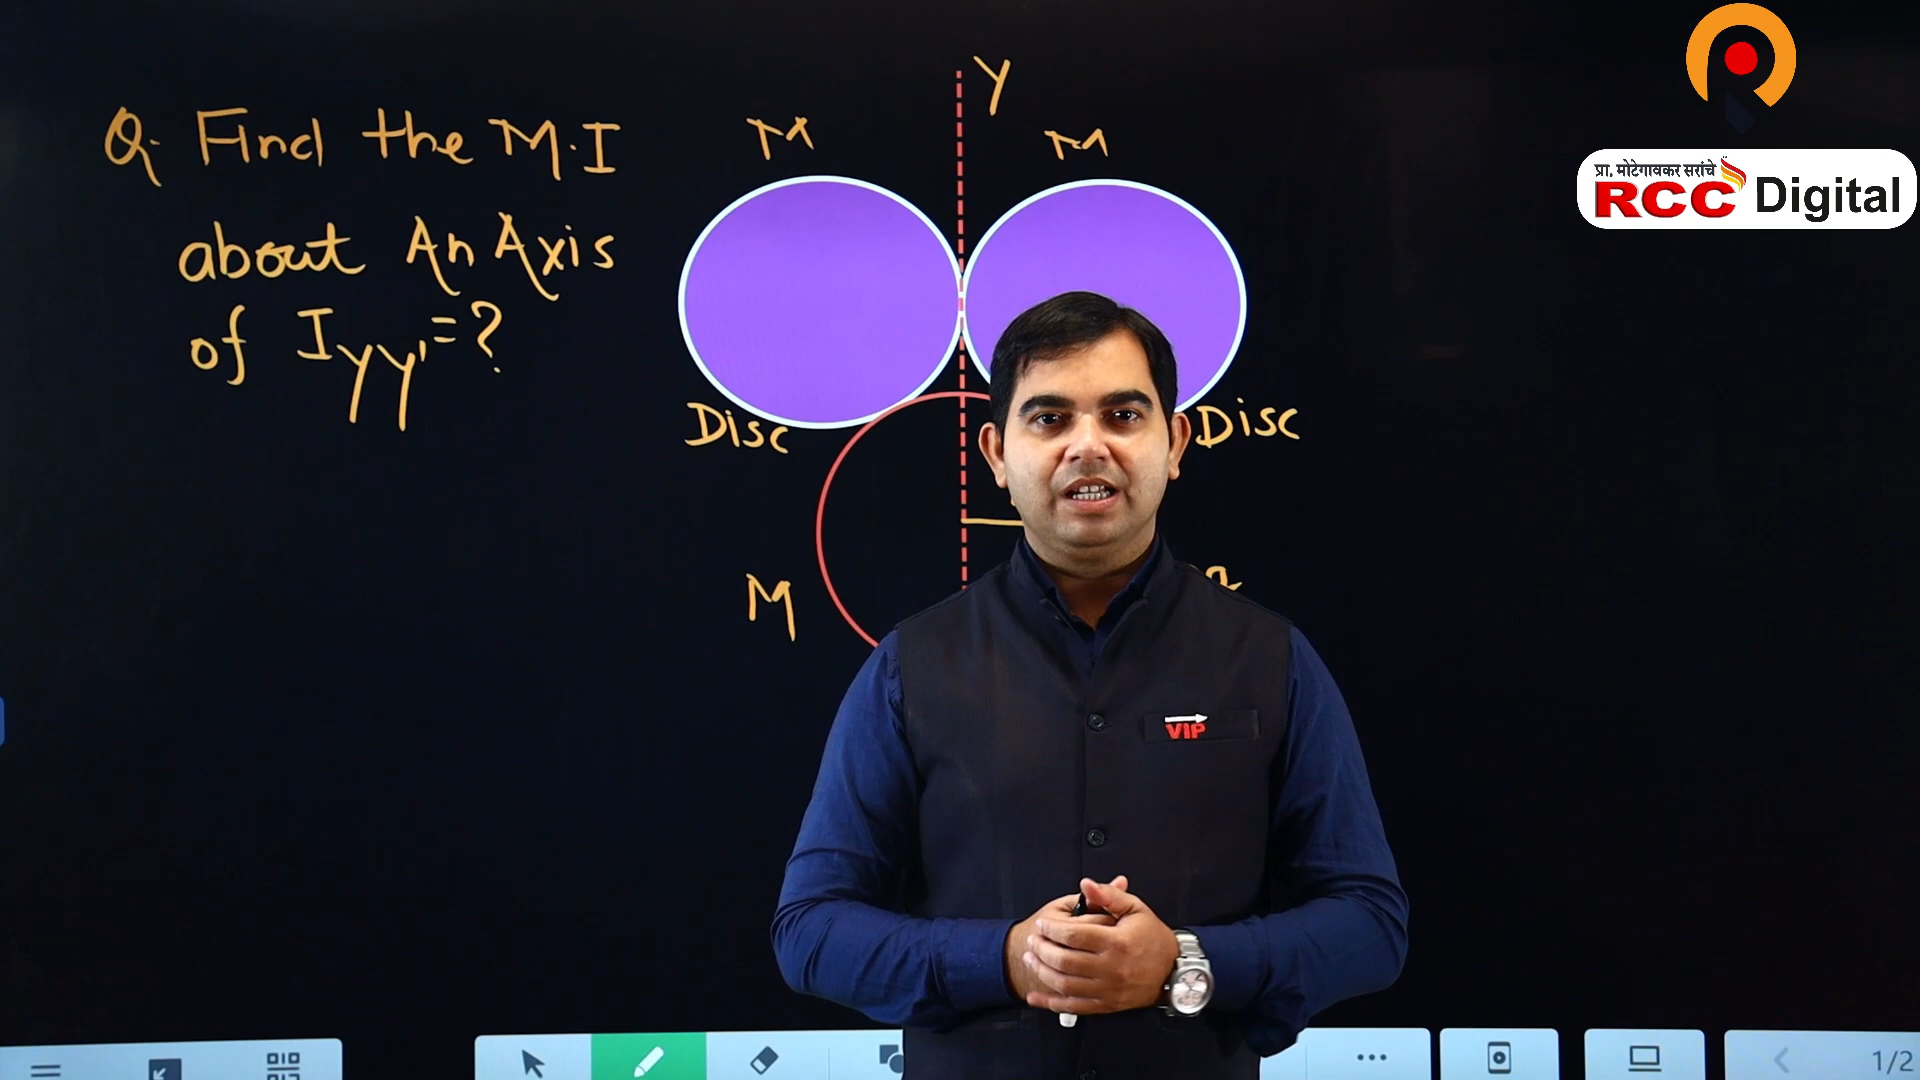 Q. Find the M.I
about An Axis
of Iyy'=?
Y
M
M
Disc
Disc
M
प्रा. मोटेगावकर सरांचे
RCC Digital
VIP
1/2